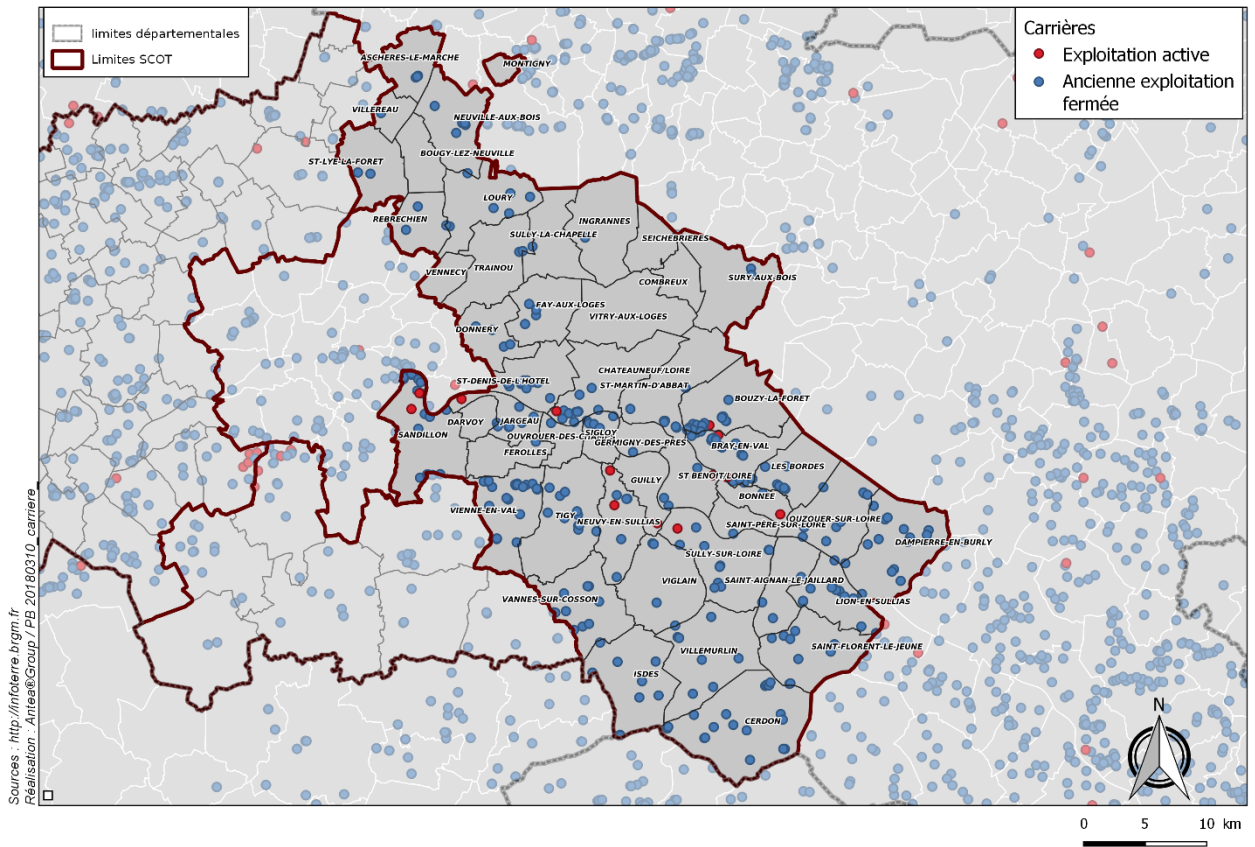 limites départementales
Limites SCOT
Carrières
Exploitation active
Ancienne exploitation
fermée
ASCHERES-LE-MARCHE
MONTIGNY
VILLEREAU
NEUVILLE-AUX-BOIS
ST-LYE-LA-FORET
BOUGY-LEZ-NEUVILLE
LOURY
REBRECHIEN
INGRANNES
SULLY-LA-CHAPELLE
SEICHEBRIERES
VENNECY
TRAINOU
SURY-AUX-BOIS
COMBREUX
FAY-AUX-LOGES
VITRY-AUX-LOGES
DONNERY
CHATEAUNEUF/LOIRE
ST-DENIS-DE-L'HOTEL
ST-MARTIN-D'ABBAT
BOUZY-LA-FORET
DARVOY
JARGEAU
SANDILLON
OUVROUER-DES-CHAMPS
SIGLOY
GERMIGNY-DES-PRES
BRAY-EN-VAL
FEROLLES
LES BORDES
GUILLY
ST BENOIT/LOIRE
BONNEE
VIENNE-EN-VAL
TIGY
NEUVY-EN-SULLIAS
SAINT-PERE-SUR-LOIRE
OUZOUER-SUR-LOIRE
DAMPIERRE-EN-BURLY
SULLY-SUR-LOIRE
VIGLAIN
SAINT-AIGNAN-LE-JAILLARD
VANNES-SUR-COSSON
LION-EN-SULLIAS
SAINT-FLORENT-LE-JEUNE
VILLEMURLIN
ISDES
CERDON
N
0 5 10 km
Sources : http://infoterre.brgm.fr
Réalisation : Antea®Group / PB 20180310_carriere